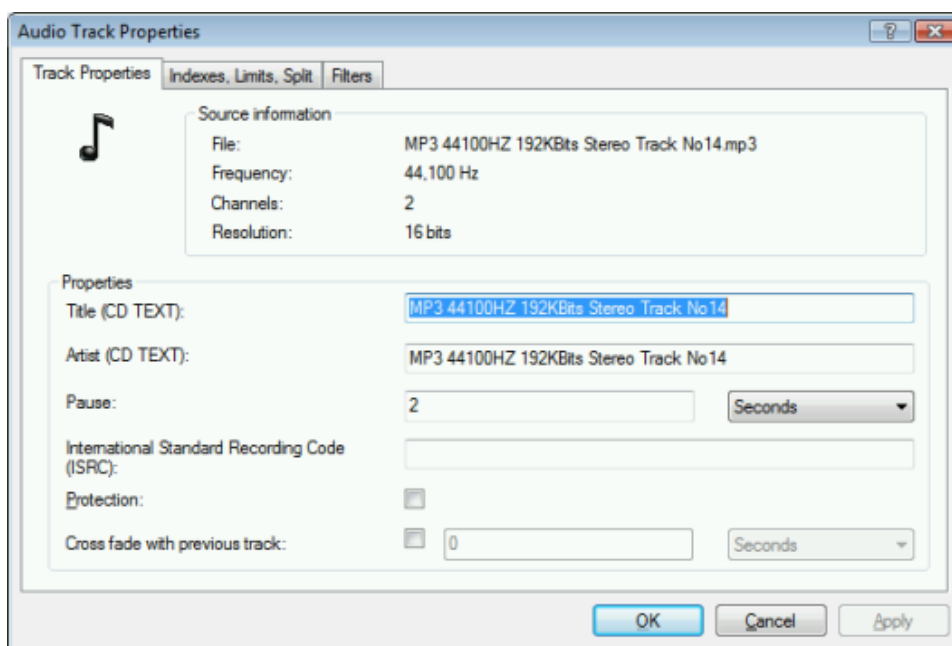 Audio Track Properties
Track Properties Indexes, Limits, Split Filters
Source information
File: MP3 44100HZ 192KBits Stereo Track No14.mp3
Frequency: 44,100 Hz
Channels: 2
Resolution: 16 bits
Properties
Title (CD TEXT): MP3 44100HZ 192KBits Stereo Track No14
Artist (CD TEXT): MP3 44100HZ 192KBits Stereo Track No14
Pause: 2 Seconds
International Standard Recording Code
(ISRC):
Protection:
Cross fade with previous track: 0 Seconds
OK Cancel Apply